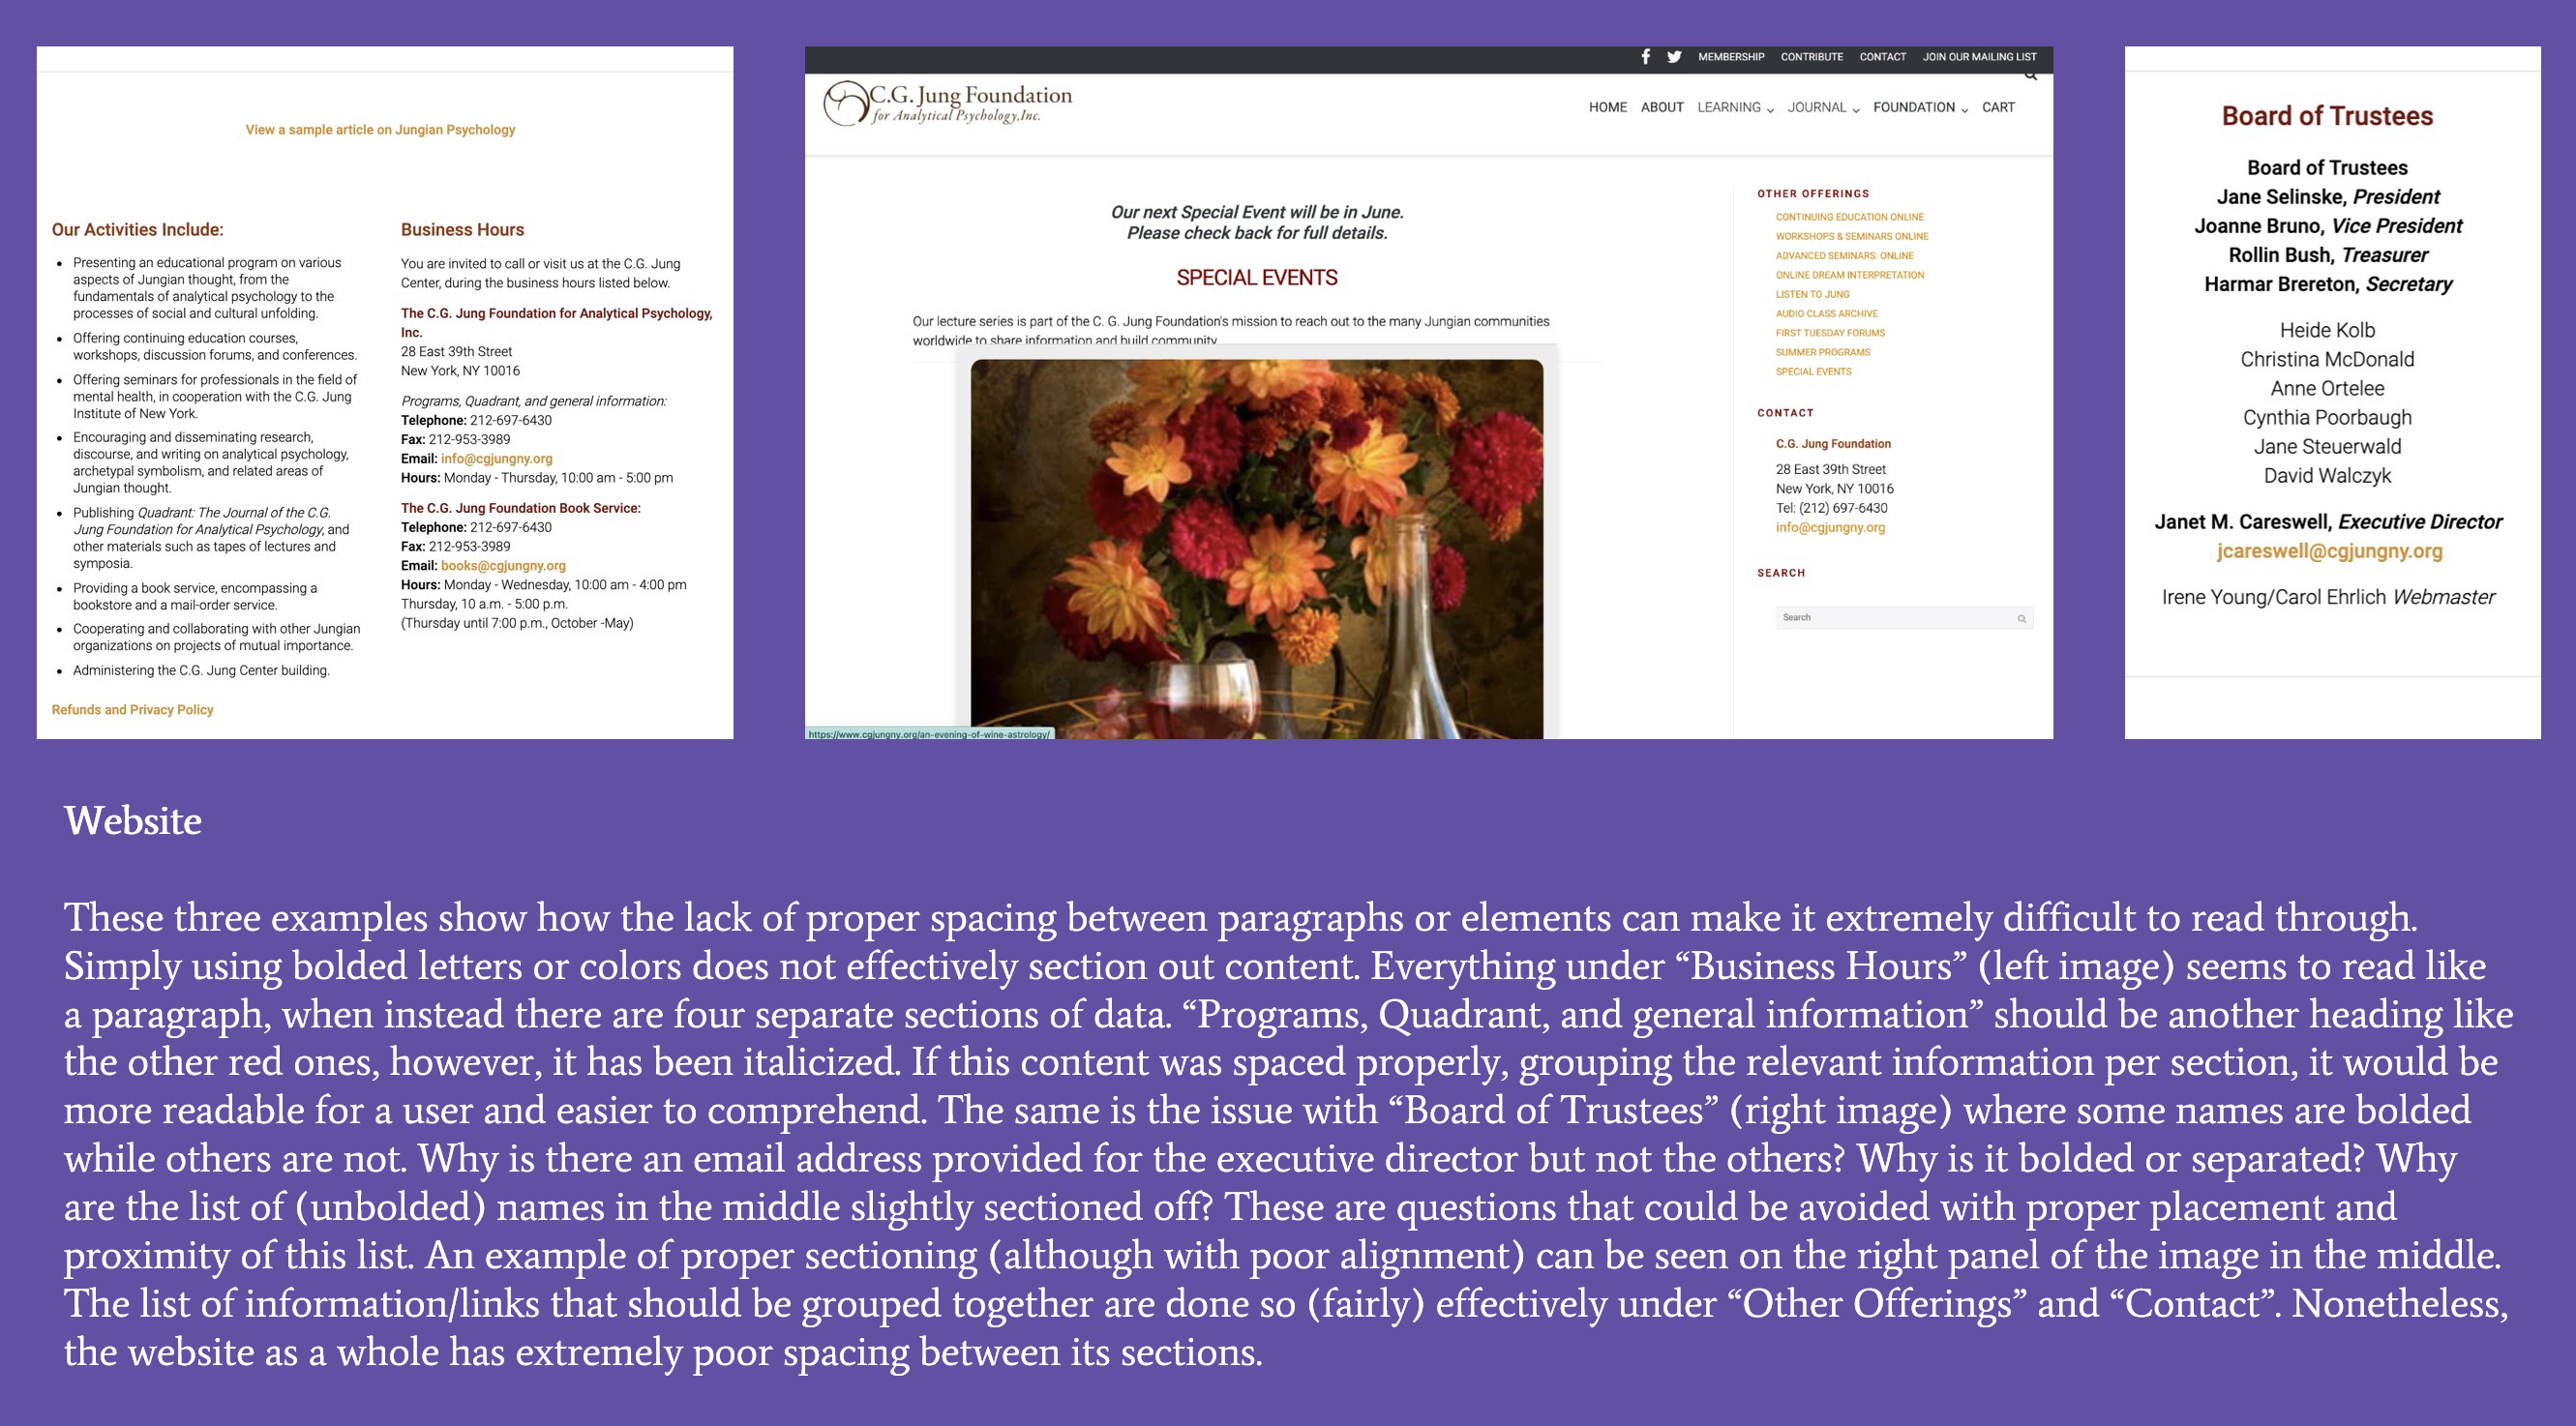 View a sample article on Jungian Psychology
Our Activities Include:
• Presenting an educational program on various
aspects of Jungian thought, from the
fundamentals of analytical psychology to the
processes of social and cultural unfolding.
• Offering continuing education courses,
workshops, discussion forums, and conferences.
• Offering seminars for professionals in the field of
mental health, in cooperation with the C.G. Jung
Institute of New York.
• Encouraging and disseminating research,
discourse, and writing on analytical psychology,
archetypal symbolism, and related areas of
Jungian thought.
• Publishing Quadrant: The Journal of the C.G.
Jung Foundation for Analytical Psychology, and
other materials such as tapes of lectures and
symposia.
• Providing a book service, encompassing a
bookstore and a mail-order service.
• Cooperating and collaborating with other Jungian
organizations on projects of mutual importance.
• Administering the C.G. Jung Center building.
Refunds and Privacy Policy
Business Hours
You are invited to call or visit us at the C.G. Jung
Center, during the business hours listed below.
The C.G. Jung Foundation for Analytical Psychology,
Inc.
28 East 39th Street
New York, NY 10016
Programs, Quadrant, and general information:
Telephone: 212-697-6430
Fax: 212-953-3989
Email: info@cgjungny.org
Hours: Monday - Thursday, 10:00 am - 5:00 pm
The C.G. Jung Foundation Book Service:
Telephone: 212-697-6430
Fax: 212-953-3989
Email: books@cgjungny.org
Hours: Monday - Wednesday, 10:00 am - 4:00 pm
Thursday, 10 a.m. - 5:00 p.m.
(Thursday until 7:00 p.m., October -May)
MEMBERSHIP CONTRIBUTE CONTACT JOIN OUR MAILING LIST
C.G. Jung Foundation
for Analytical Psychology, Inc.
HOME ABOUT LEARNING JOURNAL FOUNDATION CART
Our next Special Event will be in June.
Please check back for full details.
SPECIAL EVENTS
Our lecture series is part of the C. G. Jung Foundation's mission to reach out to the many Jungian communities
worldwide to share information and build community.
https://www.cgjungny.org/an-evening-of-wine-astrology/
OTHER OFFERINGS
CONTINUING EDUCATION ONLINE
WORKSHOPS & SEMINARS ONLINE
ADVANCED SEMINARS: ONLINE
ONLINE DREAM INTERPRETATION
LISTEN TO JUNG
AUDIO CLASS ARCHIVE
FIRST TUESDAY FORUMS
SUMMER PROGRAMS
SPECIAL EVENTS
CONTACT
C.G. Jung Foundation
28 East 39th Street
New York, NY 10016
Tel: (212) 697-6430
info@cgjungny.org
SEARCH
Search
Board of Trustees
Board of Trustees
Jane Selinske, President
Joanne Bruno, Vice President
Rollin Bush, Treasurer
Harmar Brereton, Secretary
Heide Kolb
Christina McDonald
Anne Ortelee
Cynthia Poorbaugh
Jane Steuerwald
David Walczyk
Janet M. Careswell, Executive Director
jcareswell@cgjungny.org
Irene Young/Carol Ehrlich Webmaster
Website
These three examples show how the lack of proper spacing between paragraphs or elements can make it extremely difficult to read through.
Simply using bolded letters or colors does not effectively section out content. Everything under “Business Hours” (left image) seems to read like
a paragraph, when instead there are four separate sections of data. “Programs, Quadrant, and general information” should be another heading like
the other red ones, however, it has been italicized. If this content was spaced properly, grouping the relevant information per section, it would be
more readable for a user and easier to comprehend. The same is the issue with “Board of Trustees” (right image) where some names are bolded
while others are not. Why is there an email address provided for the executive director but not the others? Why is it bolded or separated? Why
are the list of (unbolded) names in the middle slightly sectioned off? These are questions that could be avoided with proper placement and
proximity of this list. An example of proper sectioning (although with poor alignment) can be seen on the right panel of the image in the middle.
The list of information/links that should be grouped together are done so (fairly) effectively under “Other Offerings” and “Contact”. Nonetheless,
the website as a whole has extremely poor spacing between its sections.